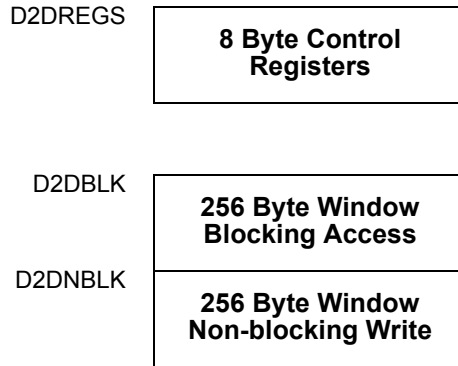 D2DREGS
8 Byte Control
Registers
D2DBLK
256 Byte Window
Blocking Access
D2DNBLK
256 Byte Window
Non-blocking Write